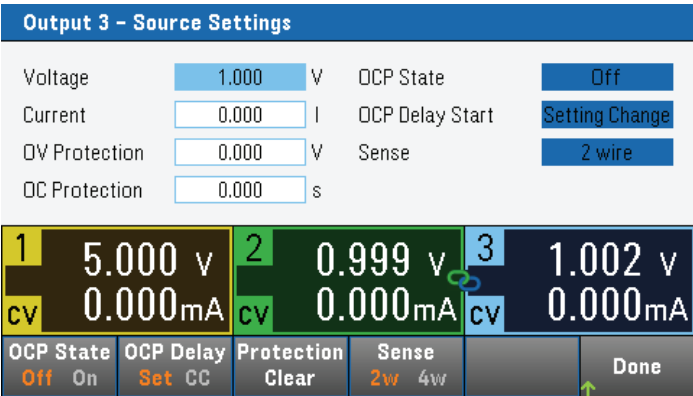 Output 3 – Source Settings
Voltage 1.000 V OCP State Off
Current 0.000 I OCP Delay Start Setting Change
OV Protection 0.000 V Sense 2 wire
OC Protection 0.000 s
1 5.000 V 2 0.999 V 3 1.002 V
CV 0.000mA CV 0.000mA CV 0.000mA
OCP State OCP Delay Protection Sense Done
Off On Set CC Clear 2w 4w